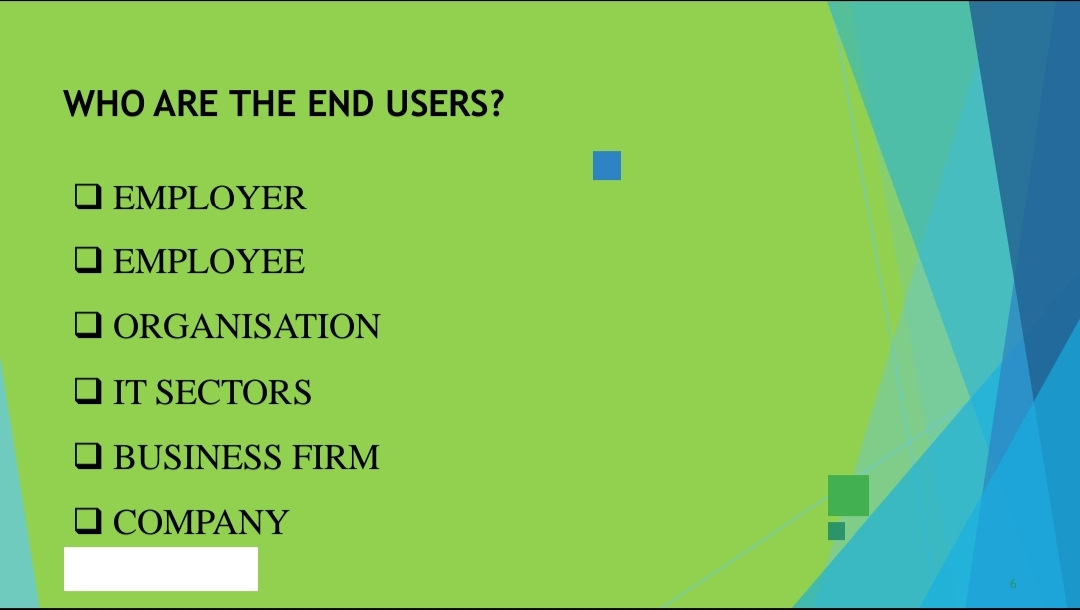 WHO ARE THE END USERS?
❑ EMPLOYER
❑ EMPLOYEE
❑ ORGANISATION
❑ IT SECTORS
❑ BUSINESS FIRM
❑ COMPANY
6